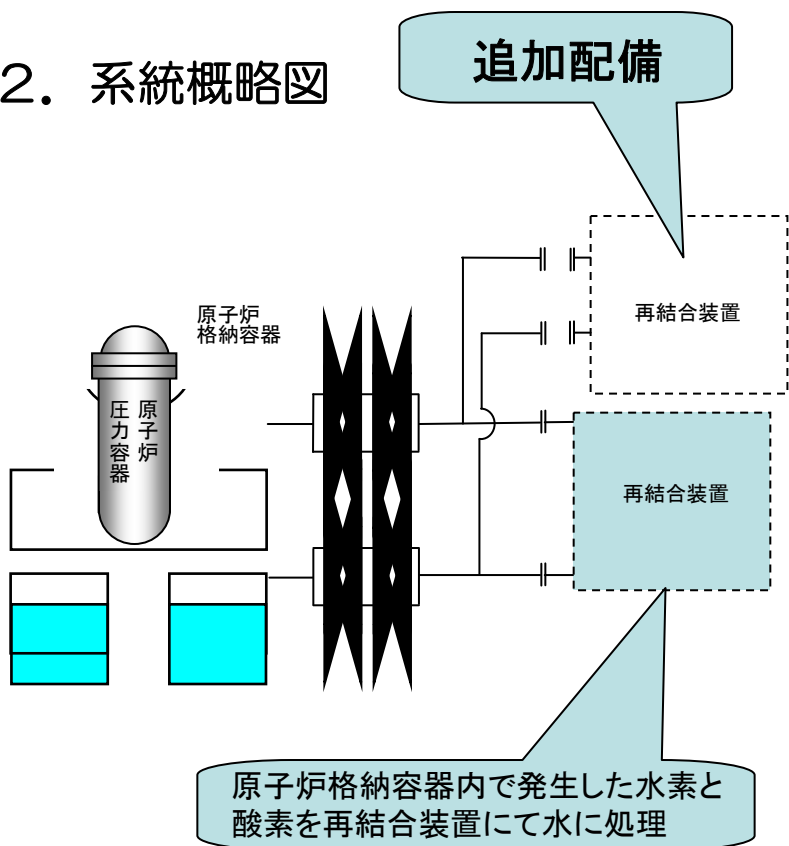 2. 系統概略図
追加配備
原子炉
格納容器
再結合装置
原子炉
圧力容器
再結合装置
原子炉格納容器内で発生した水素と
酸素を再結合装置にて水に処理